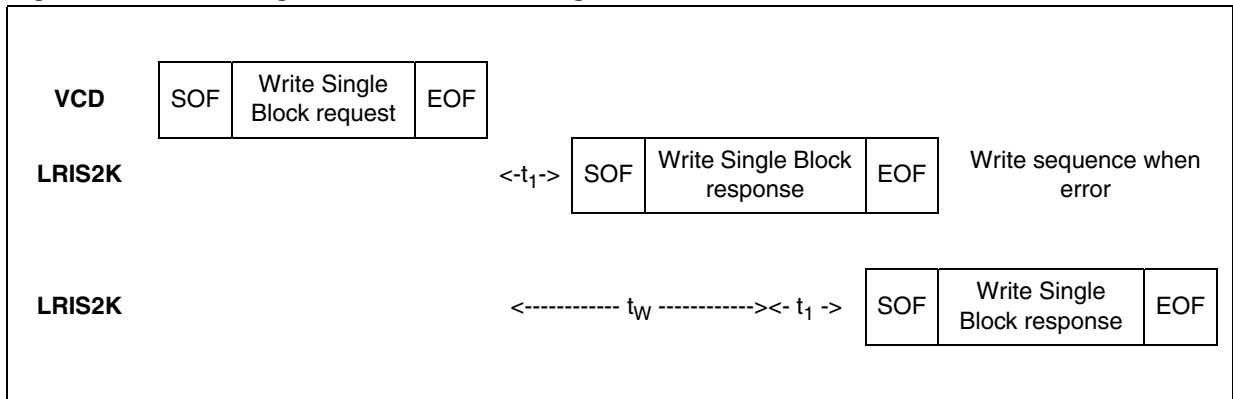 VCD SOF Write Single Block request EOF
LRIS2K <-t1-> SOF Write Single Block response EOF Write sequence when error
LRIS2K <------------ tW ------------><- t1 -> SOF Write Single Block response EOF